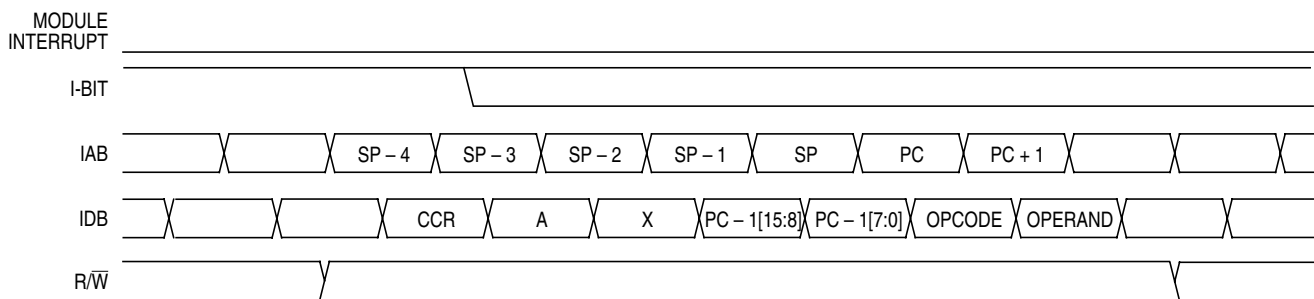 MODULE
INTERRUPT
I-BIT
IAB SP – 4 SP – 3 SP – 2 SP – 1 SP PC PC + 1
IDB CCR A X PC – 1[15:8] PC – 1[7:0] OPCODE OPERAND
R/W̅